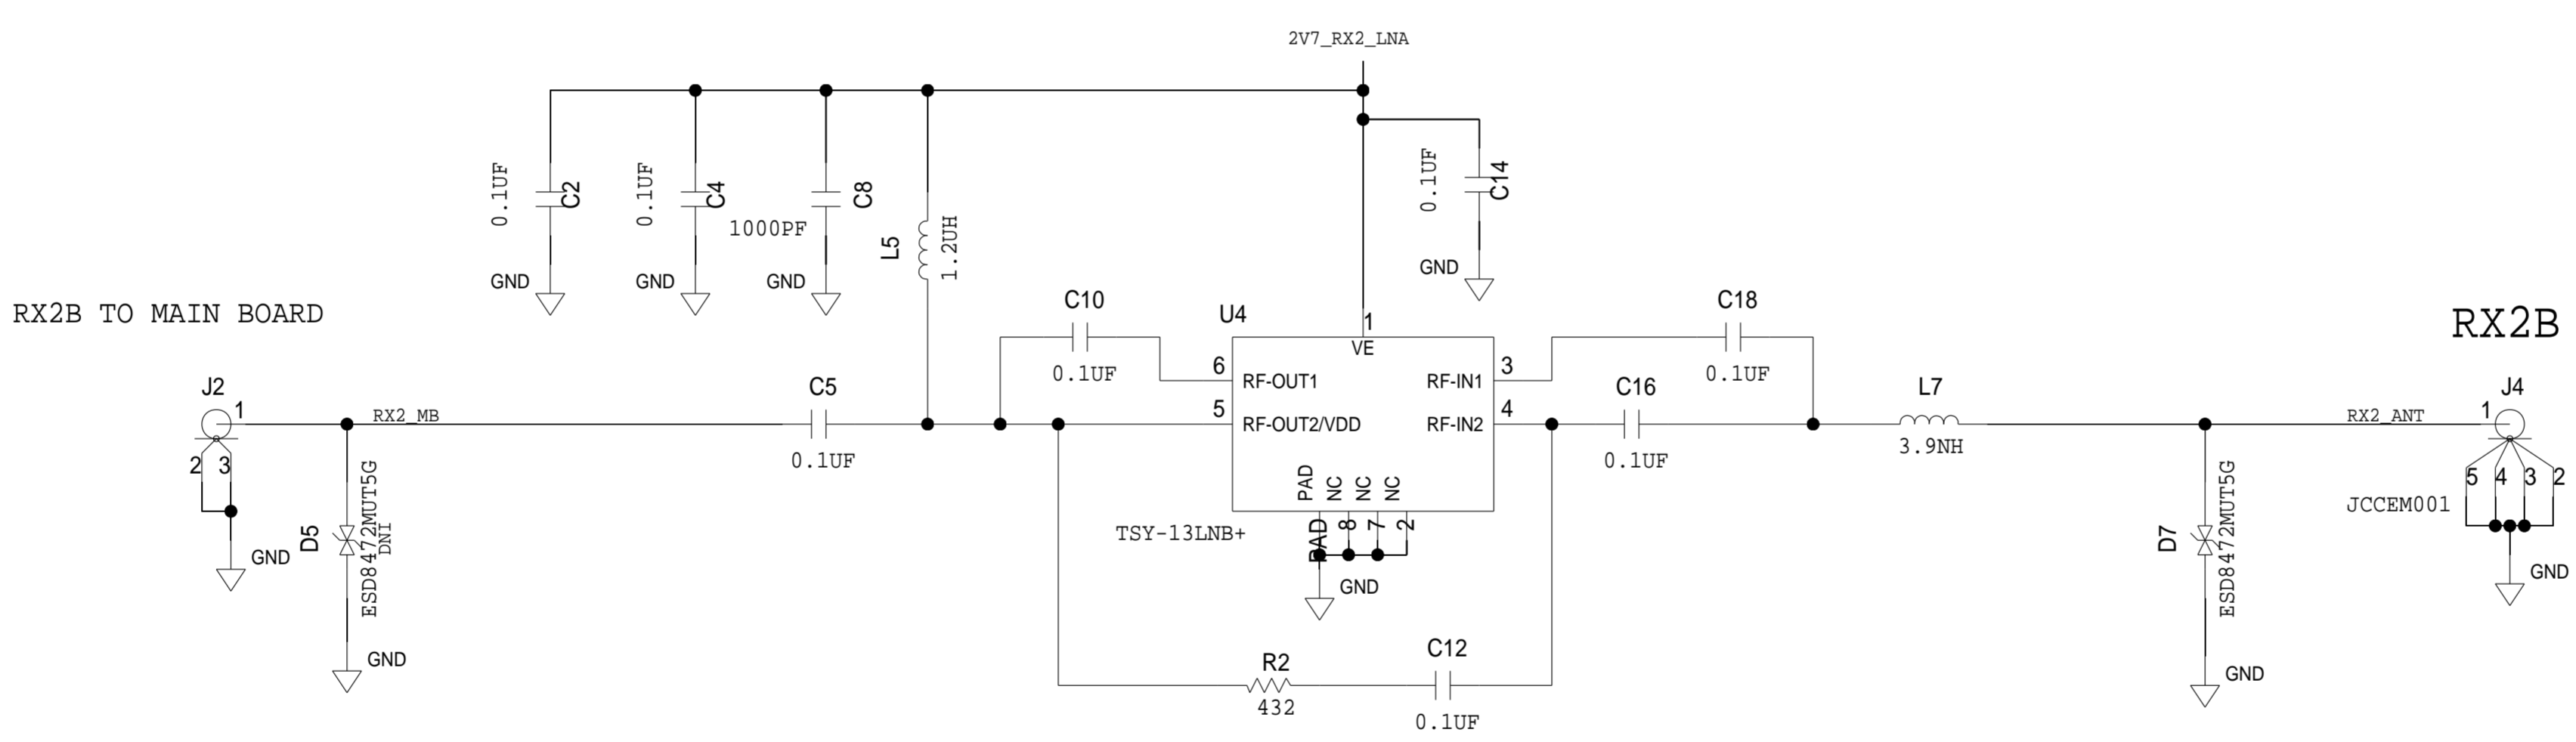 2V7_RX2_LNA
0.1UF
C2
0.1UF
C4
1000PF
C8
L5
1.2UH
0.1UF
C14
GND
GND
GND
GND
RX2B TO MAIN BOARD
RX2B
C10
0.1UF
U4
1
VE
C18
0.1UF
J2
1
RX2_MB
C5
0.1UF
6
RF-OUT1
5
RF-OUT2/VDD
RF-IN1
3
RF-IN2
4
C16
0.1UF
L7
3.9NH
RX2_ANT
1
J4
2
3
GND
D5
ESD8472MUT5G
DNI
GND
PAD
NC
NC
NC
PAD
8
7
2
TSY-13LNB+
GND
D7
ESD8472MUT5G
GND
5
4
3
2
JCCEM001
GND
R2
432
C12
0.1UF